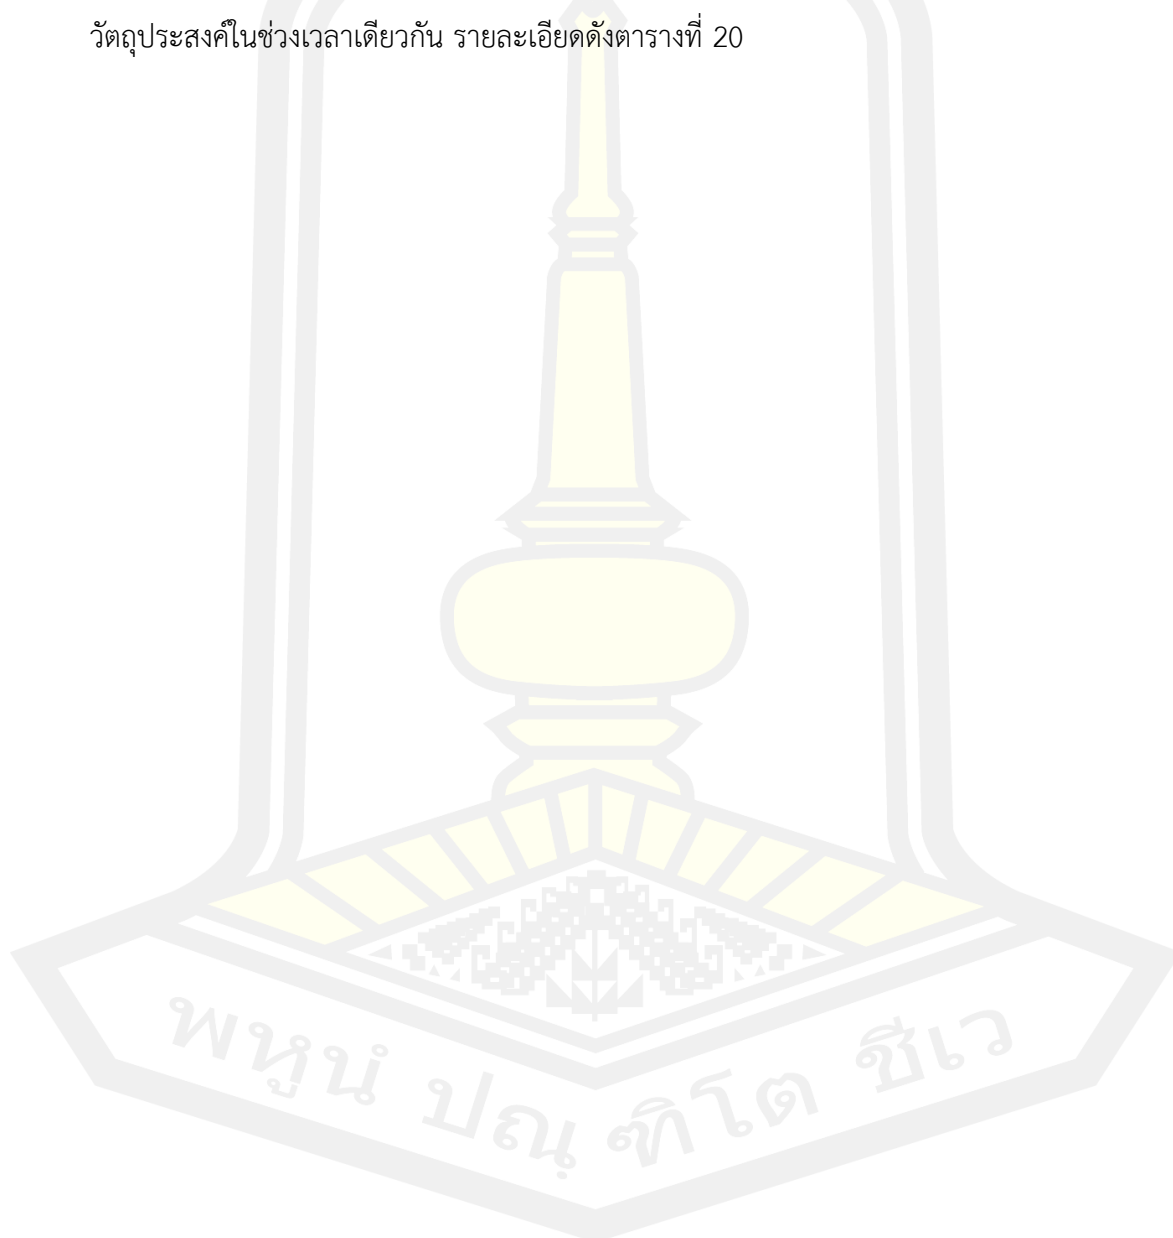 วัตถุประสงค์ในช่วงเวลาเดียวกัน รายละเอียดดังตารางที่ 20
พหูนํ ปณฺฑิโต ชีเว